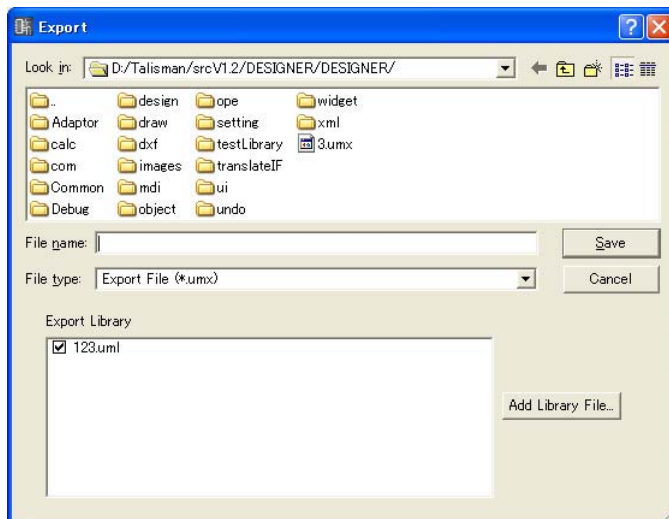 Export
Look in: D:/Talisman/srcV1.2/DESIGNER/DESIGNER/
.. design ope widget
Adaptor draw setting xml
calc dxf testLibrary 3.umx
com images translateIF
Common mdi ui
Debug object undo
File name: Save
File type: Export File (*.umx) Cancel
Export Library
123.uml
Add Library File...